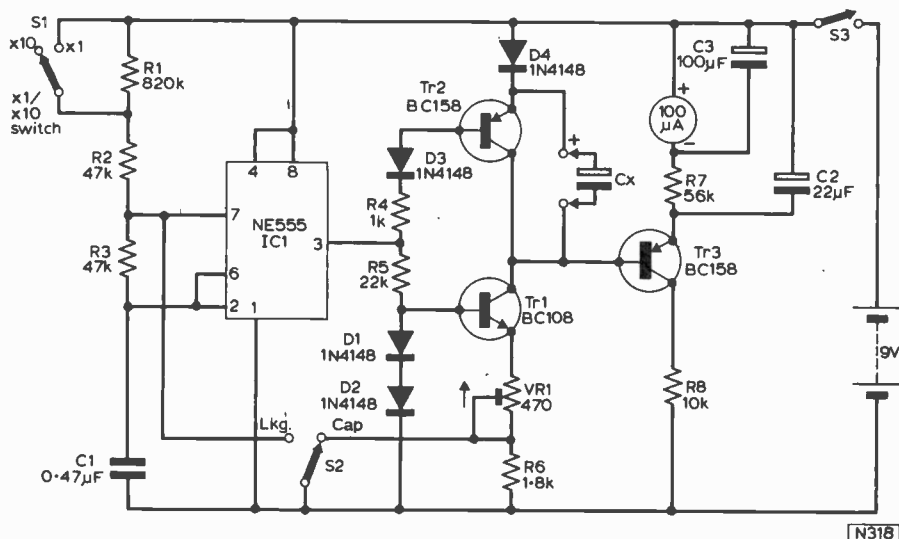 S1
x10
x1
x1/
x10
switch
R1
820k
R2
47k
R3
47k
C1
0·47µF
4
8
7
NE555
IC1
3
6
2
1
D3
1N4148
R4
1k
R5
22k
D1
1N4148
D2
1N4148
Lkg.
Cap
S2
D4
1N4148
Tr2
BC158
+
Cx
Tr1
BC108
VR1
470
R6
1·8k
C3
100µF
+
100
µA
−
R7
56k
C2
22µF
Tr3
BC158
R8
10k
S3
9V
N318